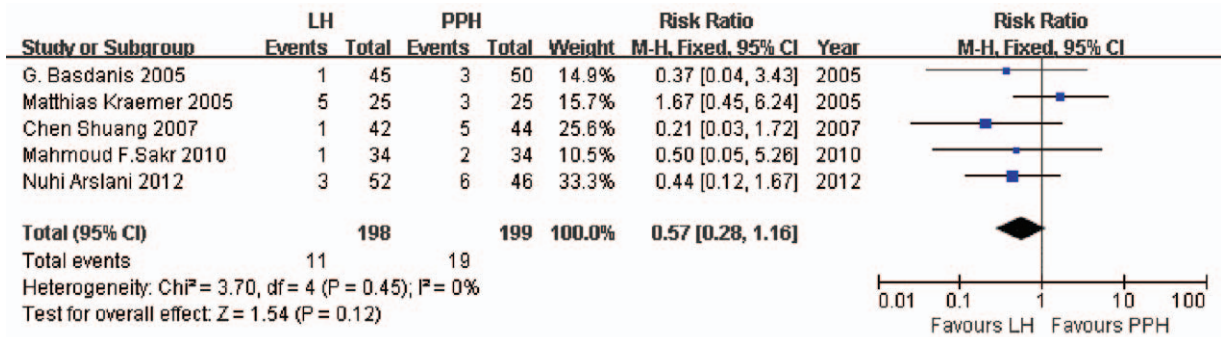 LH PPH Risk Ratio Risk Ratio
Study or Subgroup Events Total Events Total Weight M-H, Fixed, 95% CI Year M-H, Fixed, 95% CI
G. Basdanis 2005 1 45 3 50 14.9% 0.37 [0.04, 3.43] 2005
Matthias Kraemer 2005 5 25 3 25 15.7% 1.67 [0.45, 6.24] 2005
Chen Shuang 2007 1 42 5 44 25.6% 0.21 [0.03, 1.72] 2007
Mahmoud F.Sakr 2010 1 34 2 34 10.5% 0.50 [0.05, 5.26] 2010
Nuhi Arslani 2012 3 52 6 46 33.3% 0.44 [0.12, 1.67] 2012
Total (95% CI) 198 199 100.0% 0.57 [0.28, 1.16]
Total events 11 19
Heterogeneity: Chi² = 3.70, df = 4 (P = 0.45); I² = 0%
Test for overall effect: Z = 1.54 (P = 0.12)
0.01 0.1 1 10 100
Favours LH Favours PPH